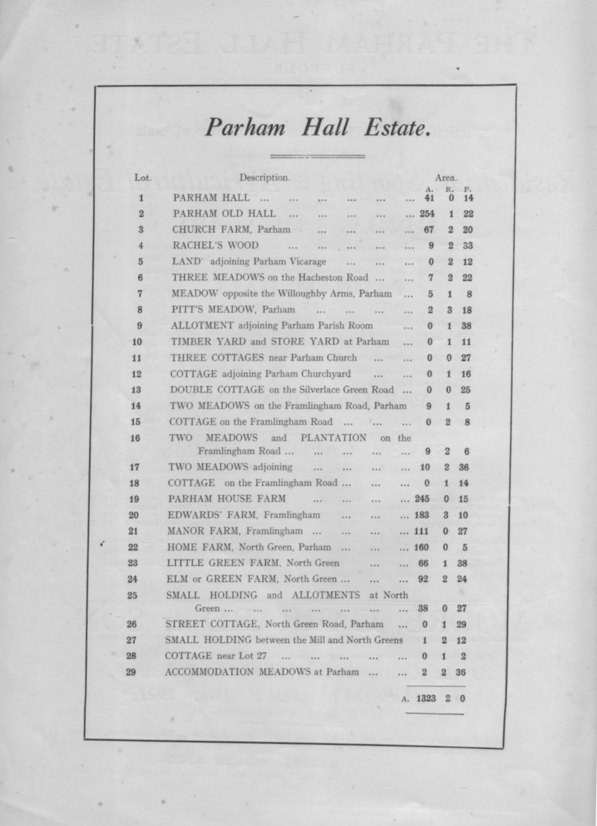 Parham Hall Estate.
Lot. Description. Area.
A. R. P.
1 PARHAM HALL ... ... ... ... ... ... 41 0 14
2 PARHAM OLD HALL ... ... ... ... ... 254 1 22
3 CHURCH FARM, Parham ... ... ... ... 67 2 20
4 RACHEL'S WOOD ... ... ... ... ... 9 2 33
5 LAND' adjoining Parham Vicarage ... ... ... 0 2 12
6 THREE MEADOWS on the Hacheston Road ... ... 7 2 22
7 MEADOW opposite the Willoughby Arms, Parham ... 5 1 8
8 PITT'S MEADOW, Parham ... ... ... ... 2 3 18
9 ALLOTMENT adjoining Parham Parish Room ... 0 1 38
10 TIMBER YARD and STORE YARD at Parham ... 0 1 11
11 THREE COTTAGES near Parham Church ... ... 0 0 27
12 COTTAGE adjoining Parham Churchyard ... ... 0 1 16
13 DOUBLE COTTAGE on the Silverlace Green Road ... 0 0 25
14 TWO MEADOWS on the Framlingham Road, Parham 9 1 5
15 COTTAGE on the Framlingham Road ... ... ... 0 2 8
16 TWO MEADOWS and PLANTATION on the
Framlingham Road ... ... ... ... ... 9 2 6
17 TWO MEADOWS adjoining ... ... ... ... 10 2 36
18 COTTAGE on the Framlingham Road ... ... ... 0 1 14
19 PARHAM HOUSE FARM ... ... ... ... 245 0 15
20 EDWARDS' FARM, Framlingham ... ... ... 183 3 10
21 MANOR FARM, Framlingham ... ... ... ... 111 0 27
22 HOME FARM, North Green, Parham ... ... ... 160 0 5
23 LITTLE GREEN FARM, North Green ... ... 66 1 38
24 ELM or GREEN FARM, North Green ... ... ... 92 2 24
25 SMALL HOLDING and ALLOTMENTS at North
Green ... ... ... ... ... ... ... 38 0 27
26 STREET COTTAGE, North Green Road, Parham ... 0 1 29
27 SMALL HOLDING between the Mill and North Greens 1 2 12
28 COTTAGE near Lot 27 ... ... ... ... ... 0 1 2
29 ACCOMMODATION MEADOWS at Parham ... ... 2 2 36
A. 1323 2 0